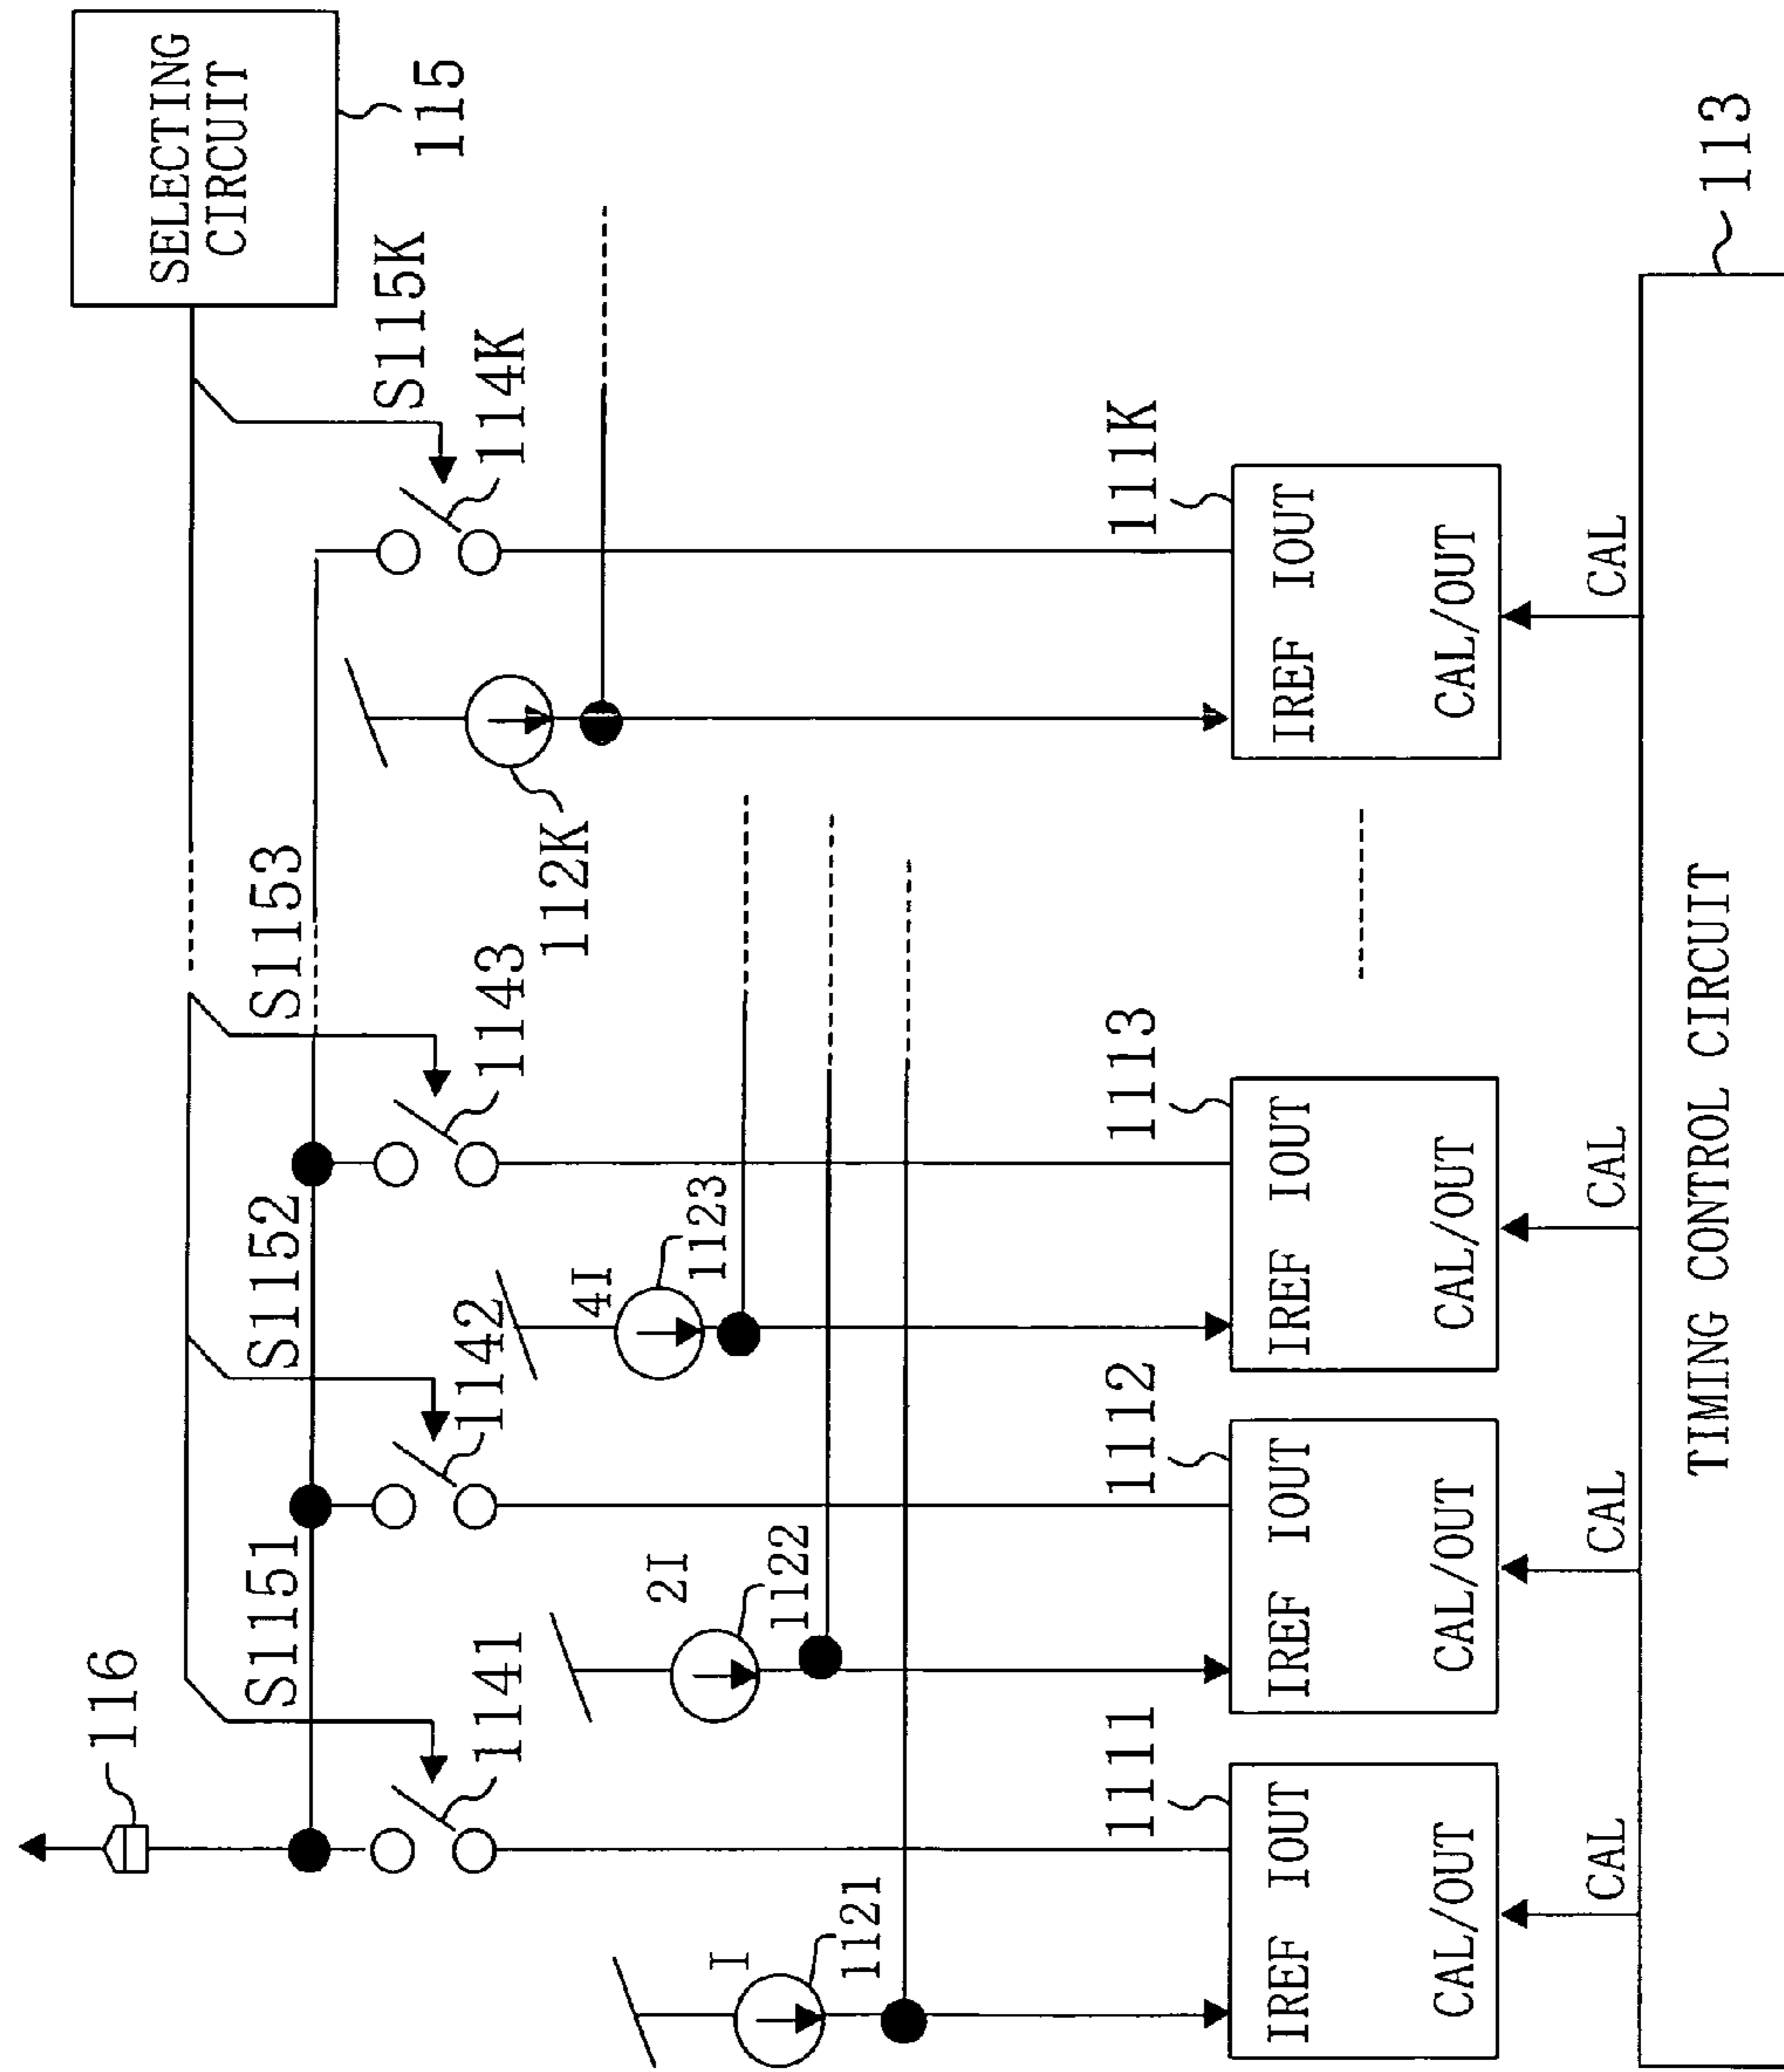 SELECTING
CIRCUIT
115
116
S1151
S1152
S1153
S115K
1141
1142
1143
114K
I
1121
2I
1122
4I
1123
112K
1111
1112
1113
111K
IREF IOUT
CAL/OUT
IREF IOUT
CAL/OUT
IREF IOUT
CAL/OUT
IREF IOUT
CAL/OUT
CAL
CAL
CAL
CAL
TIMING CONTROL CIRCUIT
113